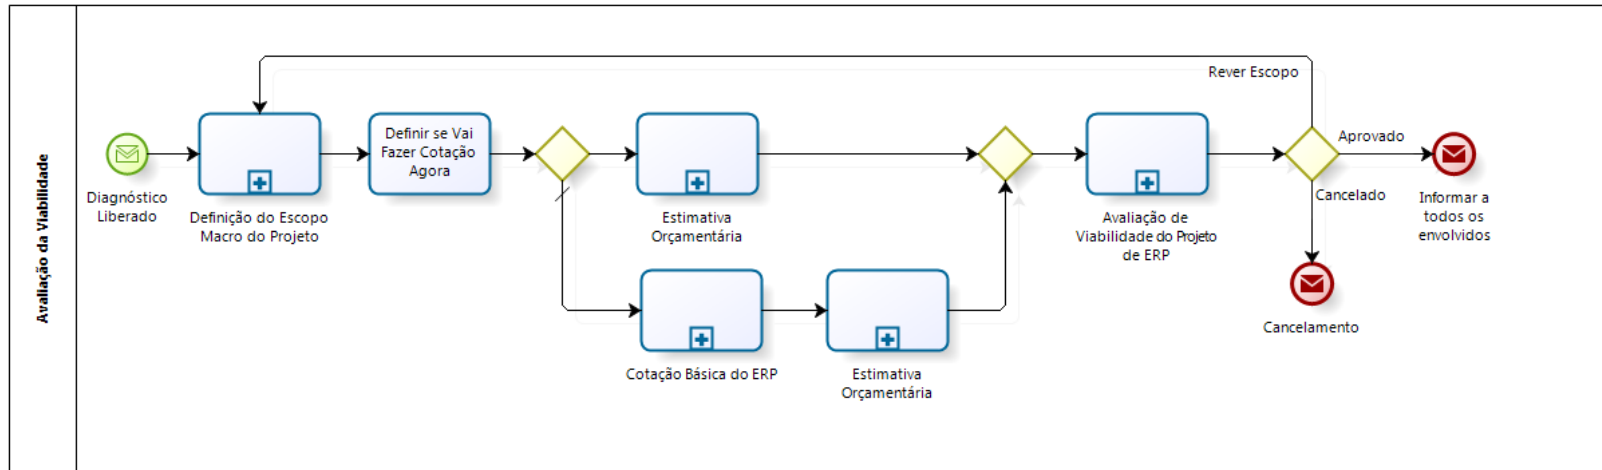 Avaliação da Viabilidade
Rever Escopo
Diagnóstico
Liberado
Definição do Escopo
Macro do Projeto
Definir se Vai
Fazer Cotação
Agora
Estimativa
Orçamentária
Avaliação de
Viabilidade do Projeto
de ERP
Aprovado
Cancelado
Informar a
todos os
envolvidos
Cancelamento
Cotação Básica do ERP
Estimativa
Orçamentária